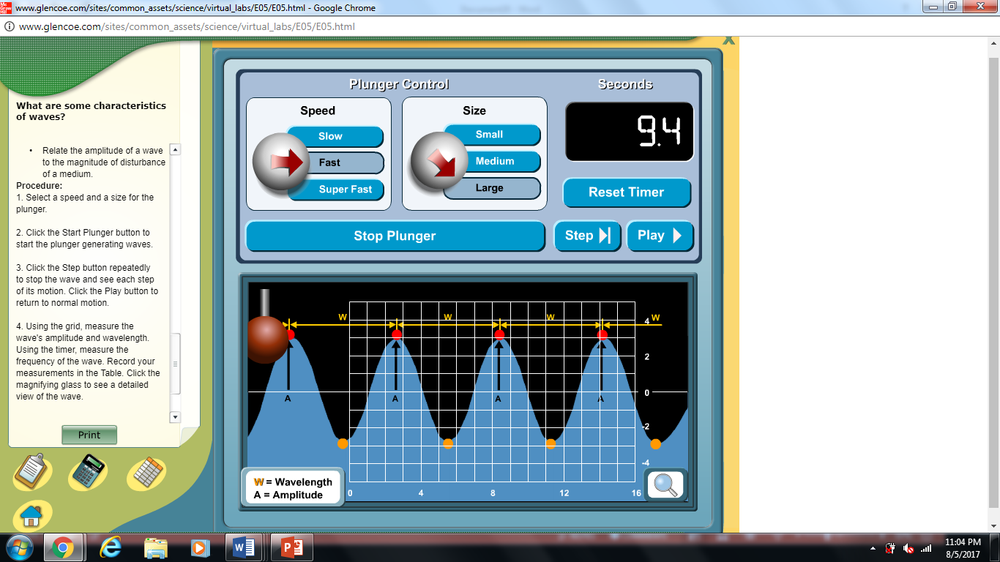 Mc
Graw
Hill
www.glencoe.com/sites/common_assets/science/virtual_labs/E05/E05.html - Google Chrome
www.glencoe.com/sites/common_assets/science/virtual_labs/E05/E05.html
X
What are some characteristics
of waves?
• Relate the amplitude of a wave
to the magnitude of disturbance
of a medium.
Procedure:
1. Select a speed and a size for the
plunger.
2. Click the Start Plunger button to
start the plunger generating waves.
3. Click the Step button repeatedly
to stop the wave and see each step
of its motion. Click the Play button to
return to normal motion.
4. Using the grid, measure the
wave's amplitude and wavelength.
Using the timer, measure the
frequency of the wave. Record your
measurements in the Table. Click the
magnifying glass to see a detailed
view of the wave.
Print
Plunger Control
Seconds
Speed
Slow
Fast
Super Fast
Size
Small
Medium
Large
9.4
Reset Timer
Stop Plunger
Step
Play
W W W W
4
2
0
-2
-4
A A A A
W = Wavelength
A = Amplitude
0 4 8 12 16
11:04 PM
8/5/2017